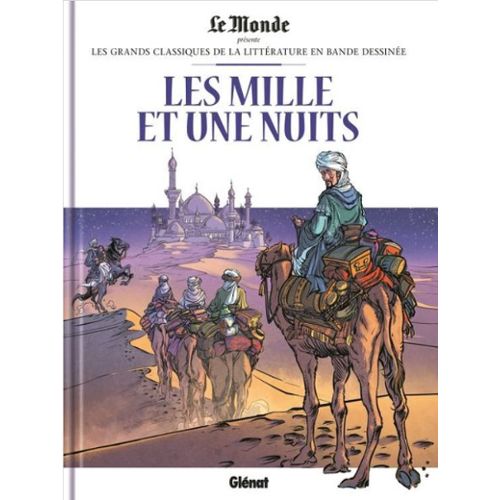 Le Monde
présente
LES GRANDS CLASSIQUES DE LA LITTÉRATURE EN BANDE DESSINÉE
LES MILLE
ET UNE NUITS
Glénat